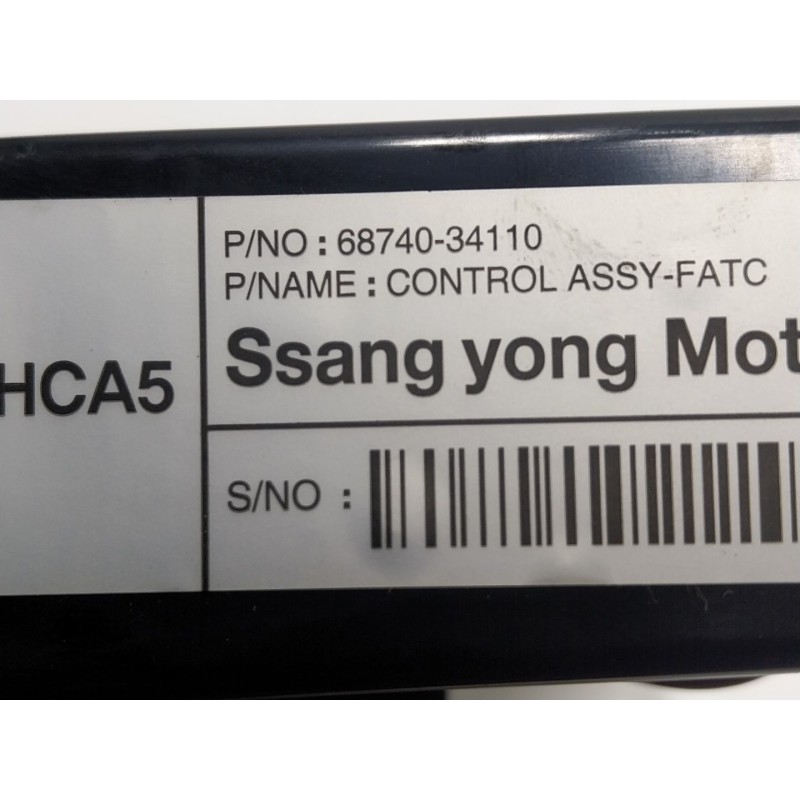 HCA5
P/NO : 68740-34110
P/NAME : CONTROL ASSY-FATC
Ssang yong Mot
S/NO :